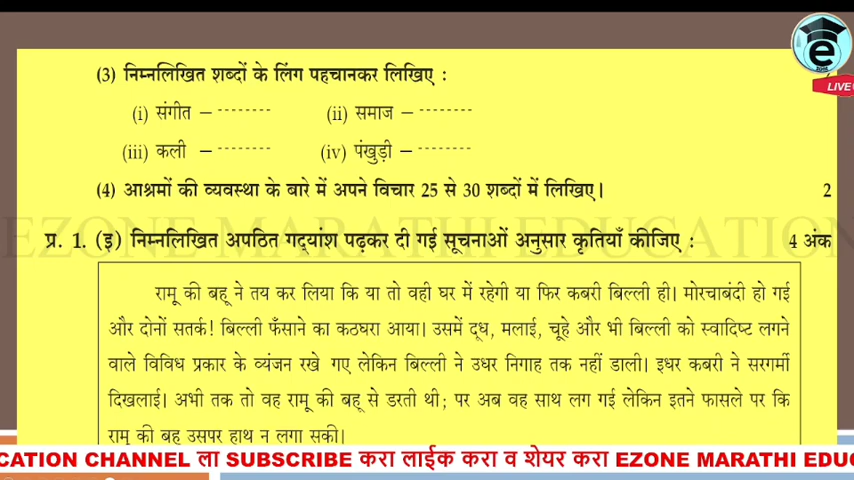 e
LIVE
(3) निम्नलिखित शब्दों के लिंग पहचानकर लिखिए :
(i) संगीत – -------- (ii) समाज – --------
(iii) कली – -------- (iv) पंखुड़ी – --------
(4) आश्रमों की व्यवस्था के बारे में अपने विचार 25 से 30 शब्दों में लिखिए। 2
EZONE MARATHI EDUCATION
प्र. 1. (इ) निम्नलिखित अपठित गद्यांश पढ़कर दी गई सूचनाओं अनुसार कृतियाँ कीजिए : 4 अंक
रामू की बहू ने तय कर लिया कि या तो वही घर में रहेगी या फिर कबरी बिल्ली ही। मोरचाबंदी हो गई
और दोनों सतर्क! बिल्ली फँसाने का कठघरा आया। उसमें दूध, मलाई, चूहे और भी बिल्ली को स्वादिष्ट लगने
वाले विविध प्रकार के व्यंजन रखे गए लेकिन बिल्ली ने उधर निगाह तक नहीं डाली। इधर कबरी ने सरगर्मी
दिखलाई। अभी तक तो वह रामू की बहू से डरती थी; पर अब वह साथ लग गई लेकिन इतने फासले पर कि
रामू की बहू उसपर हाथ न लगा सकी।
CATION CHANNEL ला SUBSCRIBE करा लाईक करा व शेयर करा EZONE MARATHI EDUC